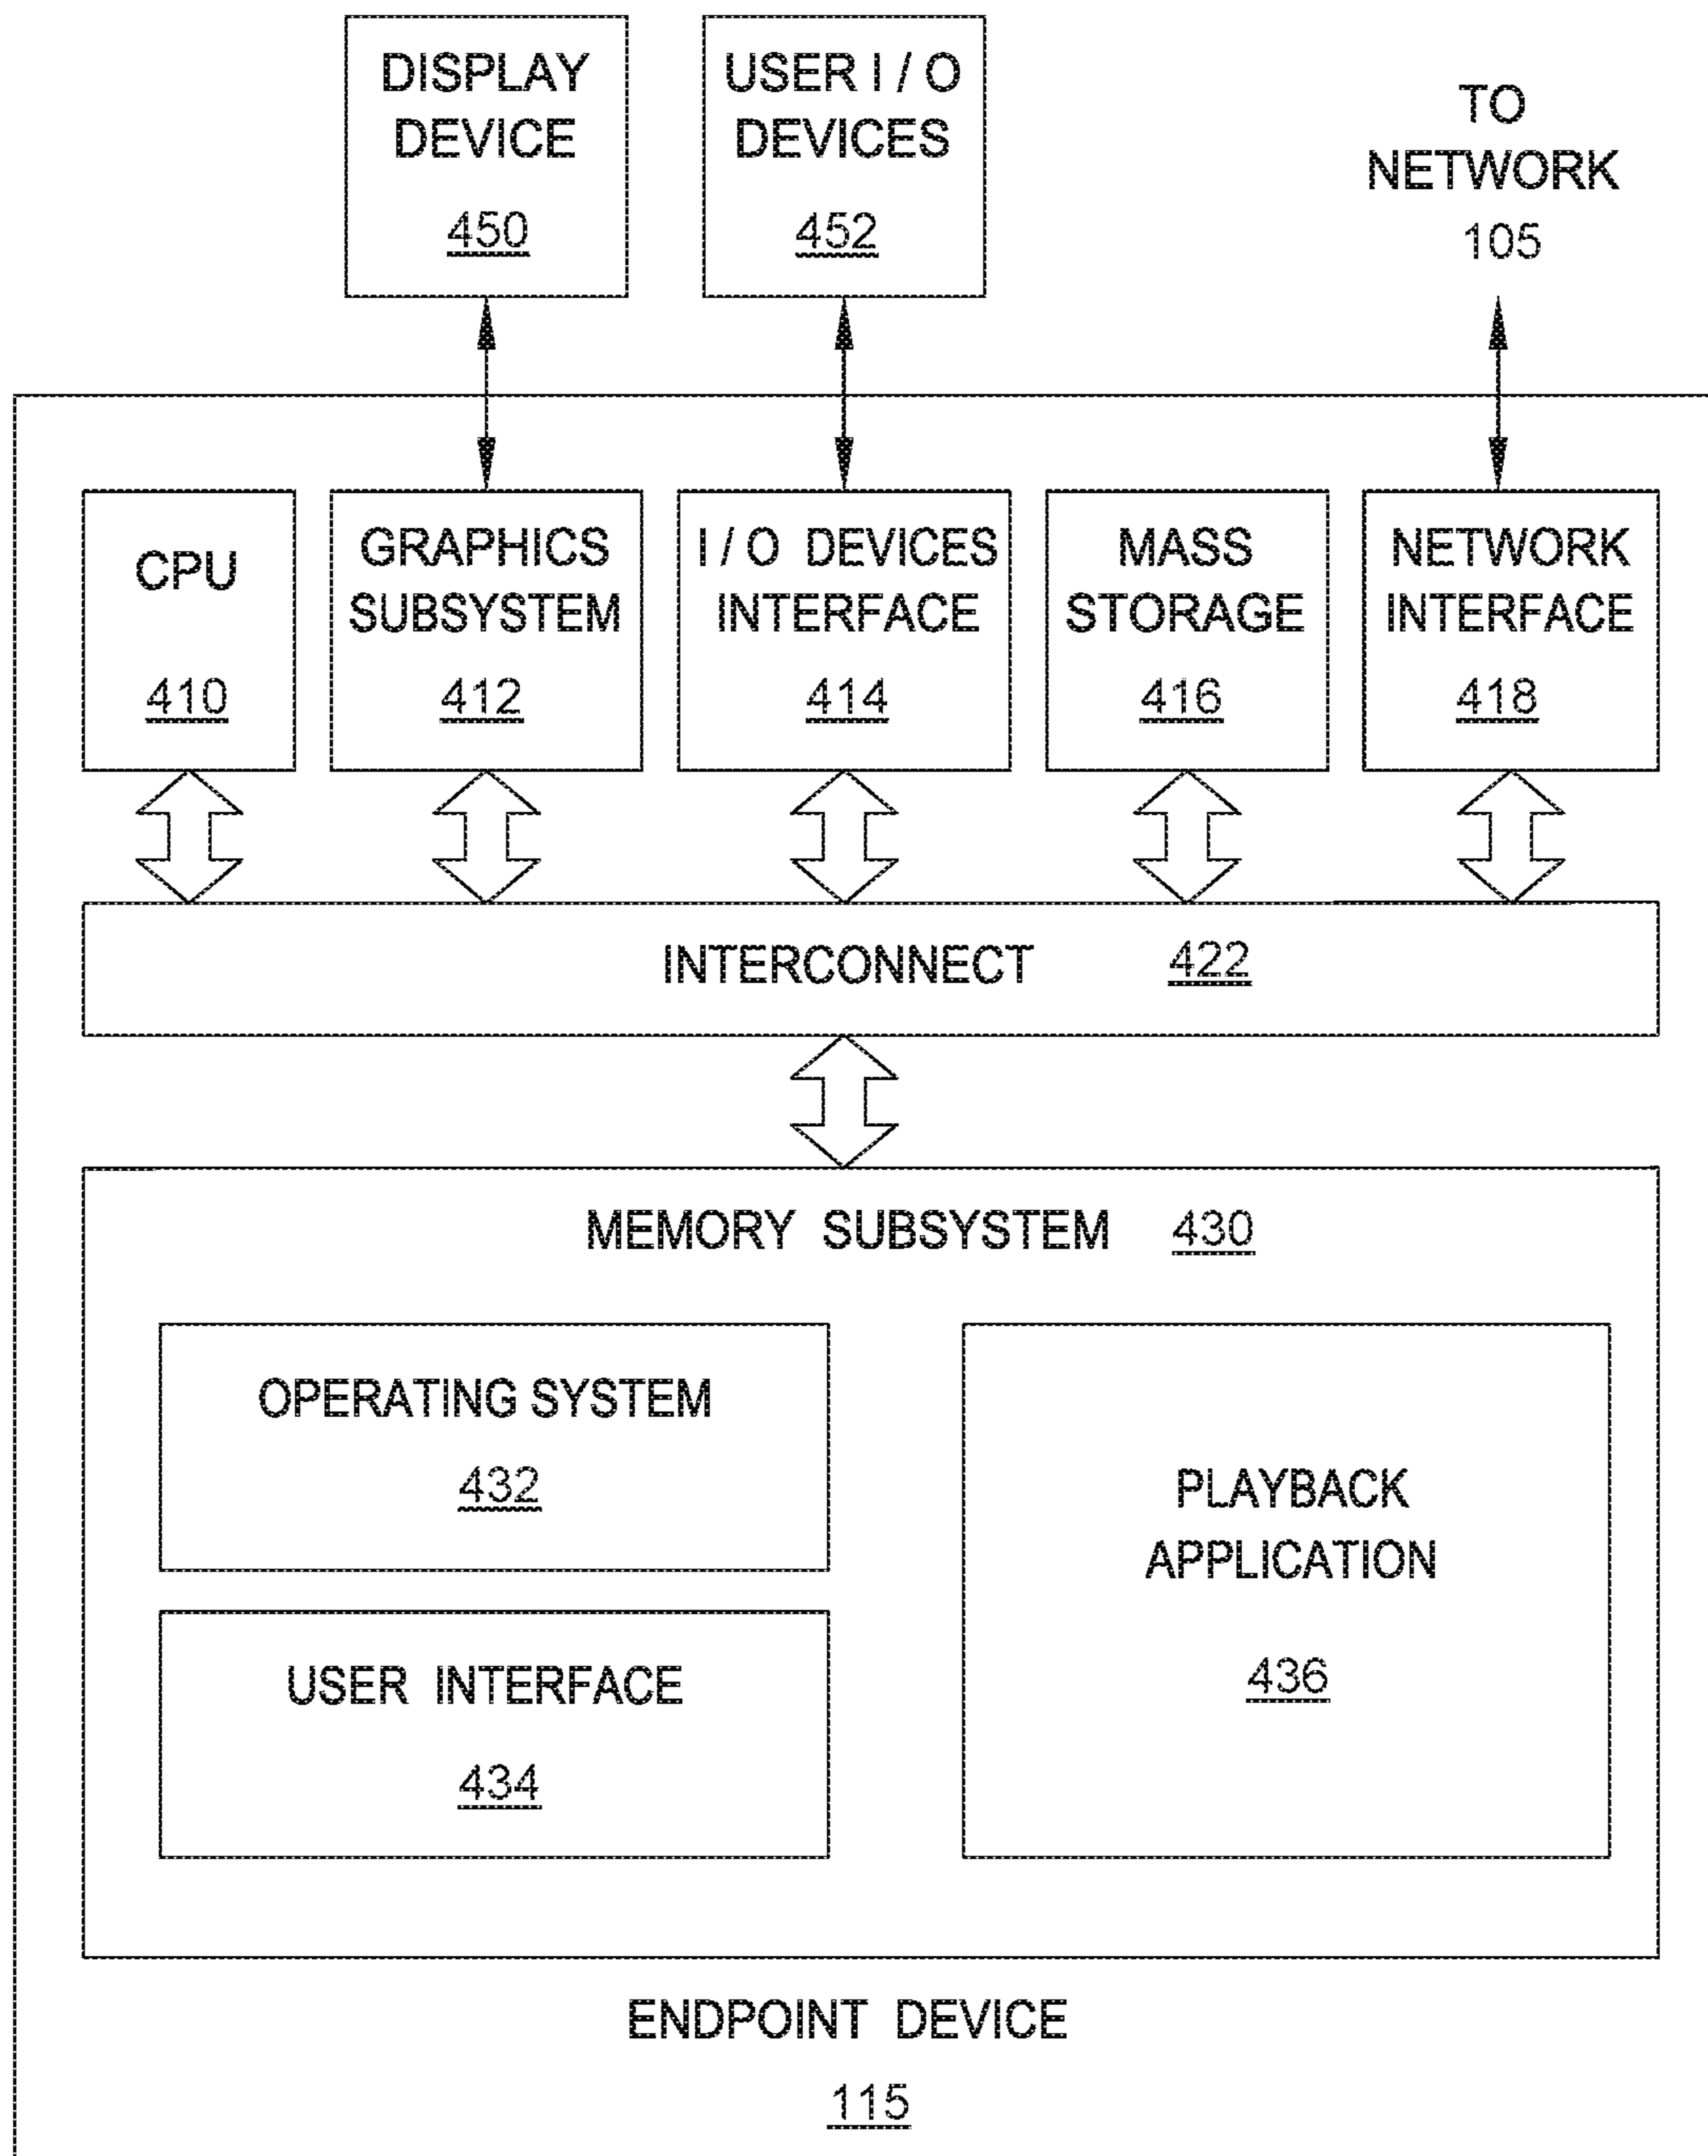 DISPLAY
DEVICE
450
USER I / O
DEVICES
452
TO
NETWORK
105
CPU
410
GRAPHICS
SUBSYSTEM
412
I / O DEVICES
INTERFACE
414
MASS
STORAGE
416
NETWORK
INTERFACE
418
INTERCONNECT 422
MEMORY SUBSYSTEM 430
OPERATING SYSTEM
432
USER INTERFACE
434
PLAYBACK
APPLICATION
436
ENDPOINT DEVICE
115